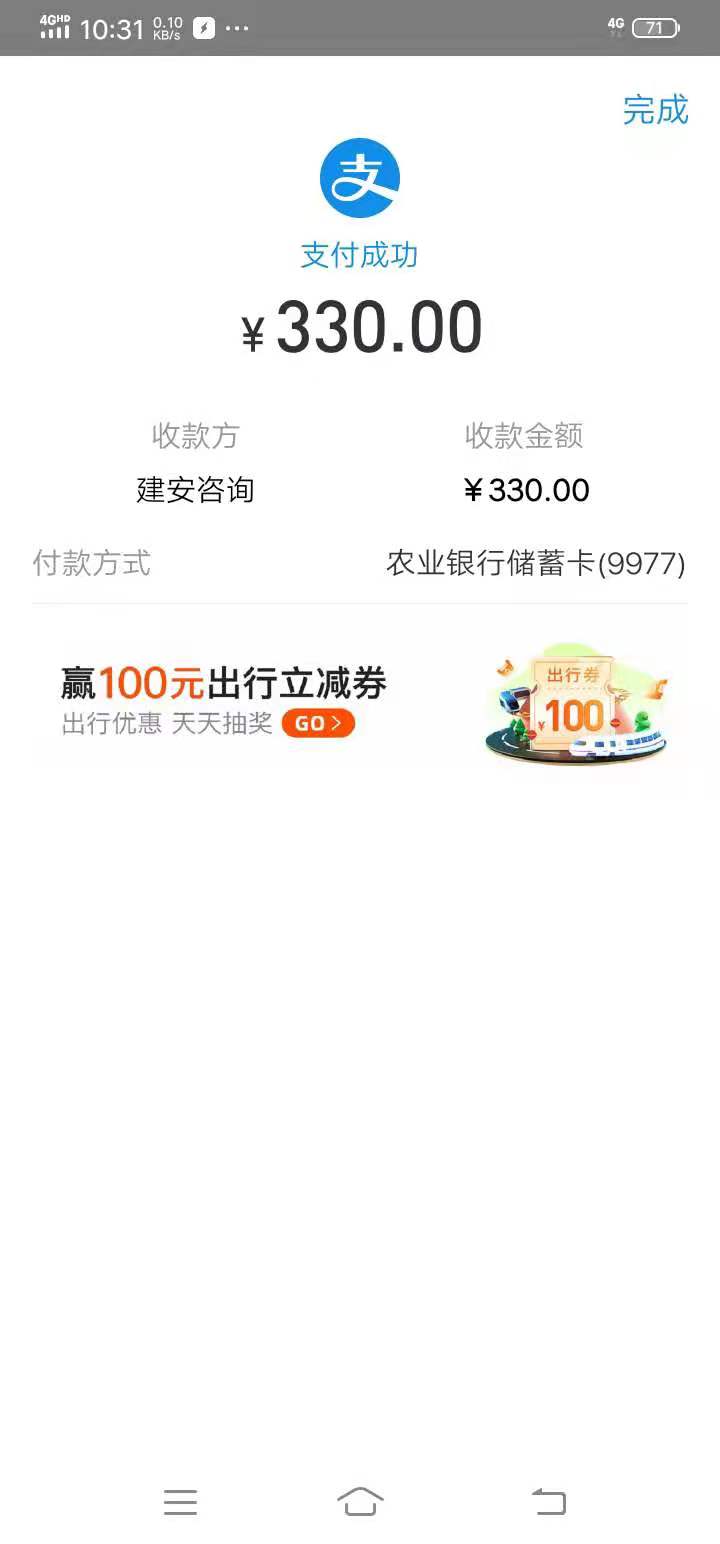 4GHD 10:31 0.10 KB/s ... 4G 71
完成
支
支付成功
¥330.00
收款方 收款金额
建安咨询 ¥330.00
付款方式 农业银行储蓄卡(9977)
赢100元出行立减券
出行优惠 天天抽奖 GO >
出行券
¥100